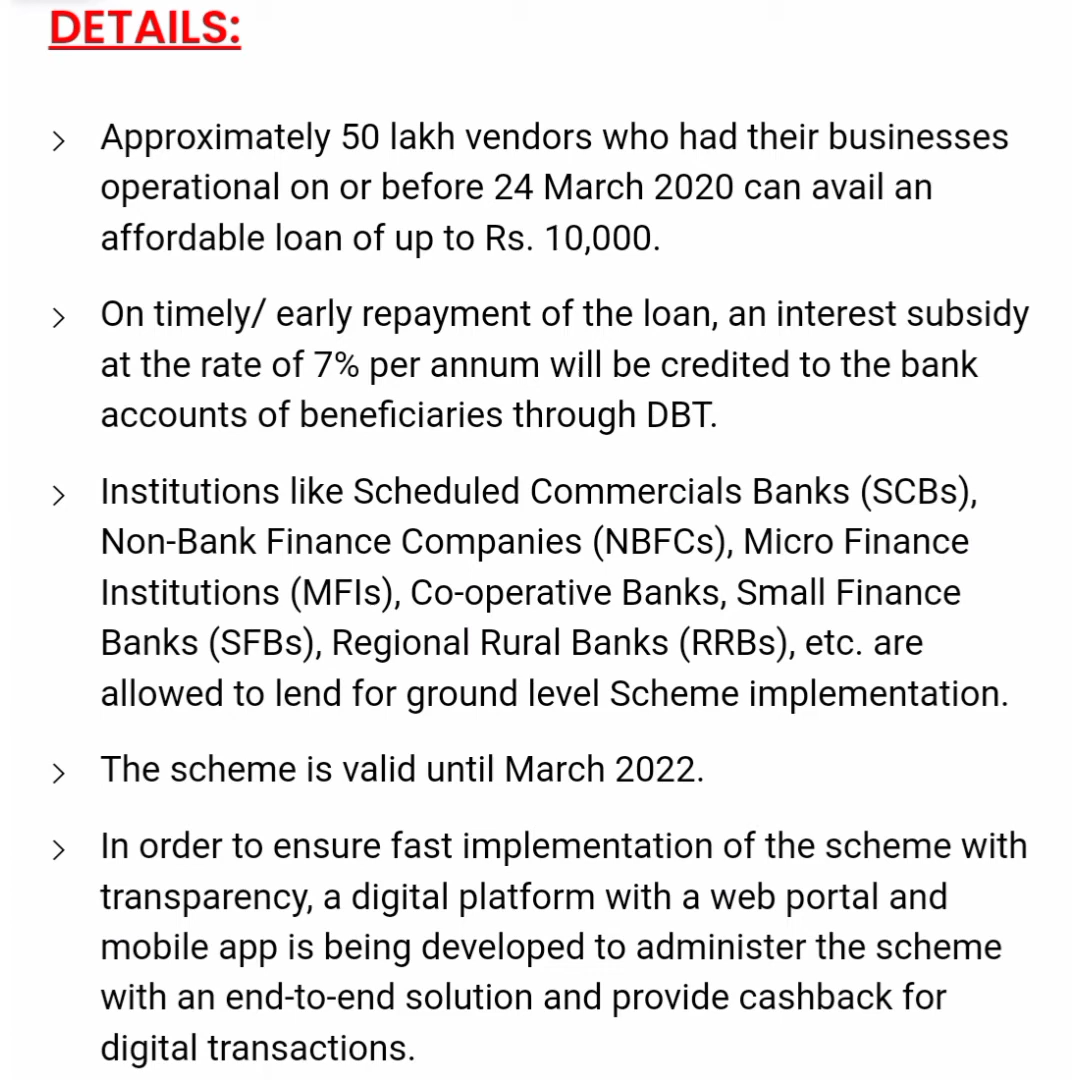 DETAILS:
Approximately 50 lakh vendors who had their businesses
operational on or before 24 March 2020 can avail an
affordable loan of up to Rs. 10,000.
On timely/ early repayment of the loan, an interest subsidy
at the rate of 7% per annum will be credited to the bank
accounts of beneficiaries through DBT.
Institutions like Scheduled Commercials Banks (SCBs),
Non-Bank Finance Companies (NBFCs), Micro Finance
Institutions (MFIs), Co-operative Banks, Small Finance
Banks (SFBs), Regional Rural Banks (RRBs), etc. are
allowed to lend for ground level Scheme implementation.
The scheme is valid until March 2022.
In order to ensure fast implementation of the scheme with
transparency, a digital platform with a web portal and
mobile app is being developed to administer the scheme
with an end-to-end solution and provide cashback for
digital transactions.